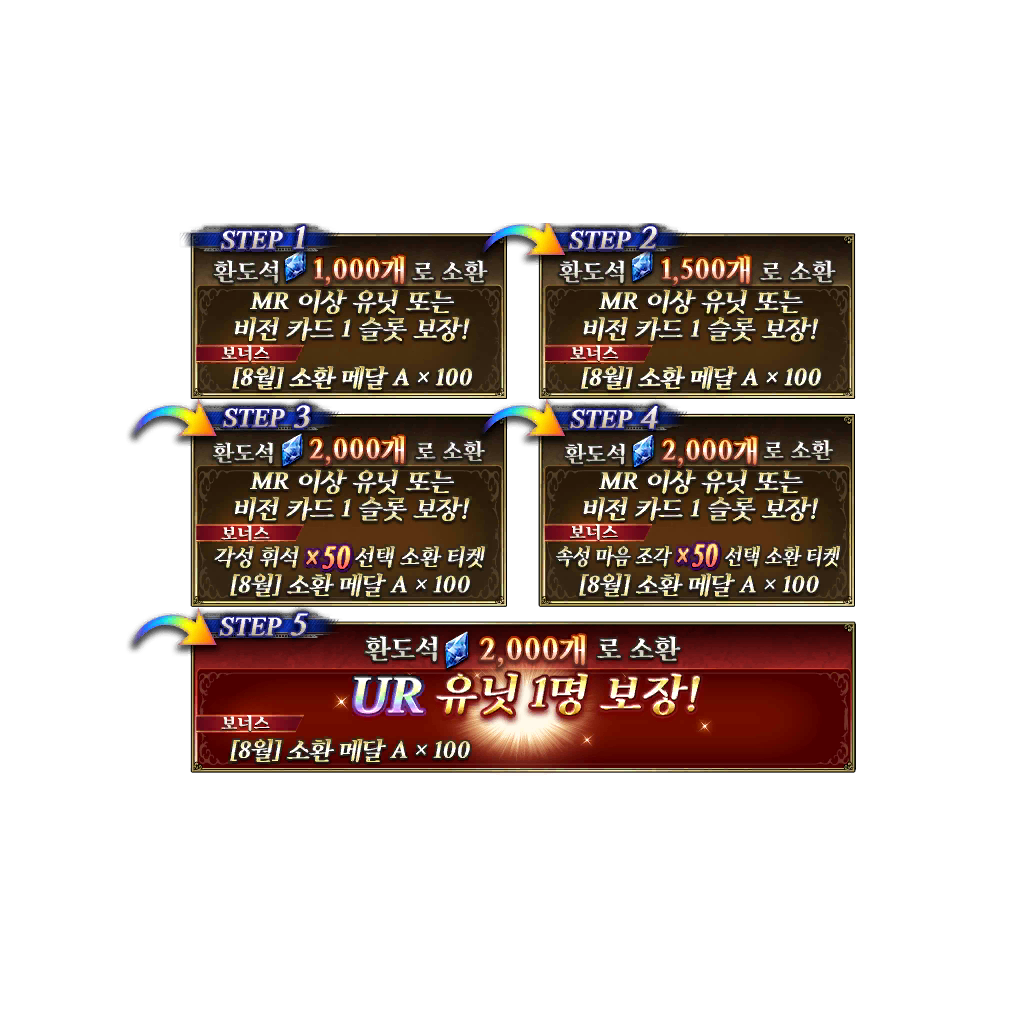 STEP 1
환도석 1,000개 로 소환
MR 이상 유닛 또는
비전 카드 1 슬롯 보장!
보너스
[8월] 소환 메달 A × 100
STEP 2
환도석 1,500개 로 소환
MR 이상 유닛 또는
비전 카드 1 슬롯 보장!
보너스
[8월] 소환 메달 A × 100
STEP 3
환도석 2,000개 로 소환
MR 이상 유닛 또는
비전 카드 1 슬롯 보장!
보너스
각성 휘석 ×50 선택 소환 티켓
[8월] 소환 메달 A × 100
STEP 4
환도석 2,000개 로 소환
MR 이상 유닛 또는
비전 카드 1 슬롯 보장!
보너스
속성 마음 조각 ×50 선택 소환 티켓
[8월] 소환 메달 A × 100
STEP 5
환도석 2,000개 로 소환
UR 유닛 1명 보장!
보너스
[8월] 소환 메달 A × 100